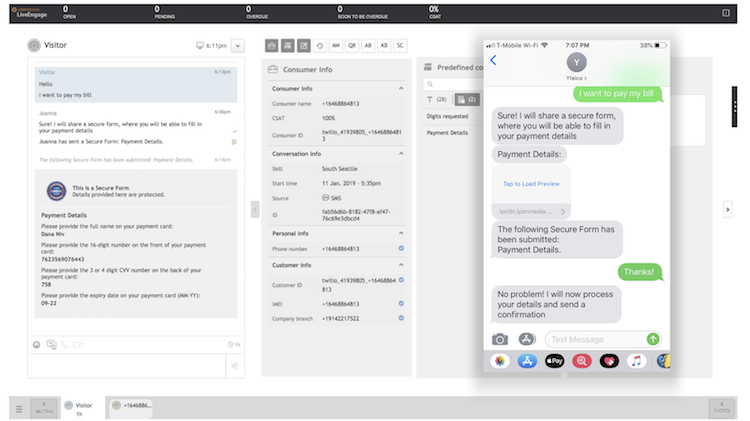 LiveEngage
0
OPEN
0
PENDING
0
OVERDUE
0
SOON TO BE OVERDUE
0%
CSAT
Visitor
6:11pm
Visitor
6:13pm
Hello
I want to pay my bill
Joanna
6:06pm
Sure! I will share a secure form, where you will be able to fill in
your payment details
Joanna has sent a Secure Form: Payment Details.
The following Secure Form has been submitted: Payment Details.
6:14pm
This is a Secure Form
Details provided here are protected.
Payment Details
Please provide the full name on your payment card:
Dana Niv
Please provide the 16-digit number on the front of your payment
card:
7623569076443
Please provide the 3 or 4 digit CVV number on the back of your
payment card:
758
Please provide the expiry date on your payment card (MM-YY):
09-22
AW
QR
AB
KB
SC
Consumer info
Consumer info
Consumer name
+16468864813
CSAT
100%
Consumer ID
twilio_41939805_+1646886481
3
Conversation info
Skill
South Seattle
Start time
11 Jan. 2019 - 5:35pm
Source
SMS
ID
fab56d6b-8182-47f8-af47-
76c69e3dbcd4
Personal info
Phone number
+16468864813
Customer info
Customer ID
twilio_41939805_+16468864
813
IMEI
+16468864813
Company branch
+19142217522
Predefined co
(28)
(2)
Digits requested
Payment Details
T-Mobile Wi-Fi
7:07 PM
38%
Y
Ytelco >
I want to pay my bill
Sure! I will share a secure form,
where you will be able to fill in
your payment details
Payment Details:
Tap to Load Preview
lpcdn.lpsnmedia....
The following Secure Form has
been submitted:
Payment Details.
Thanks!
No problem! I will now process
your details and send a
confirmation
Text Message
Pay
Visitor
1h
+1646886...
CLOSE